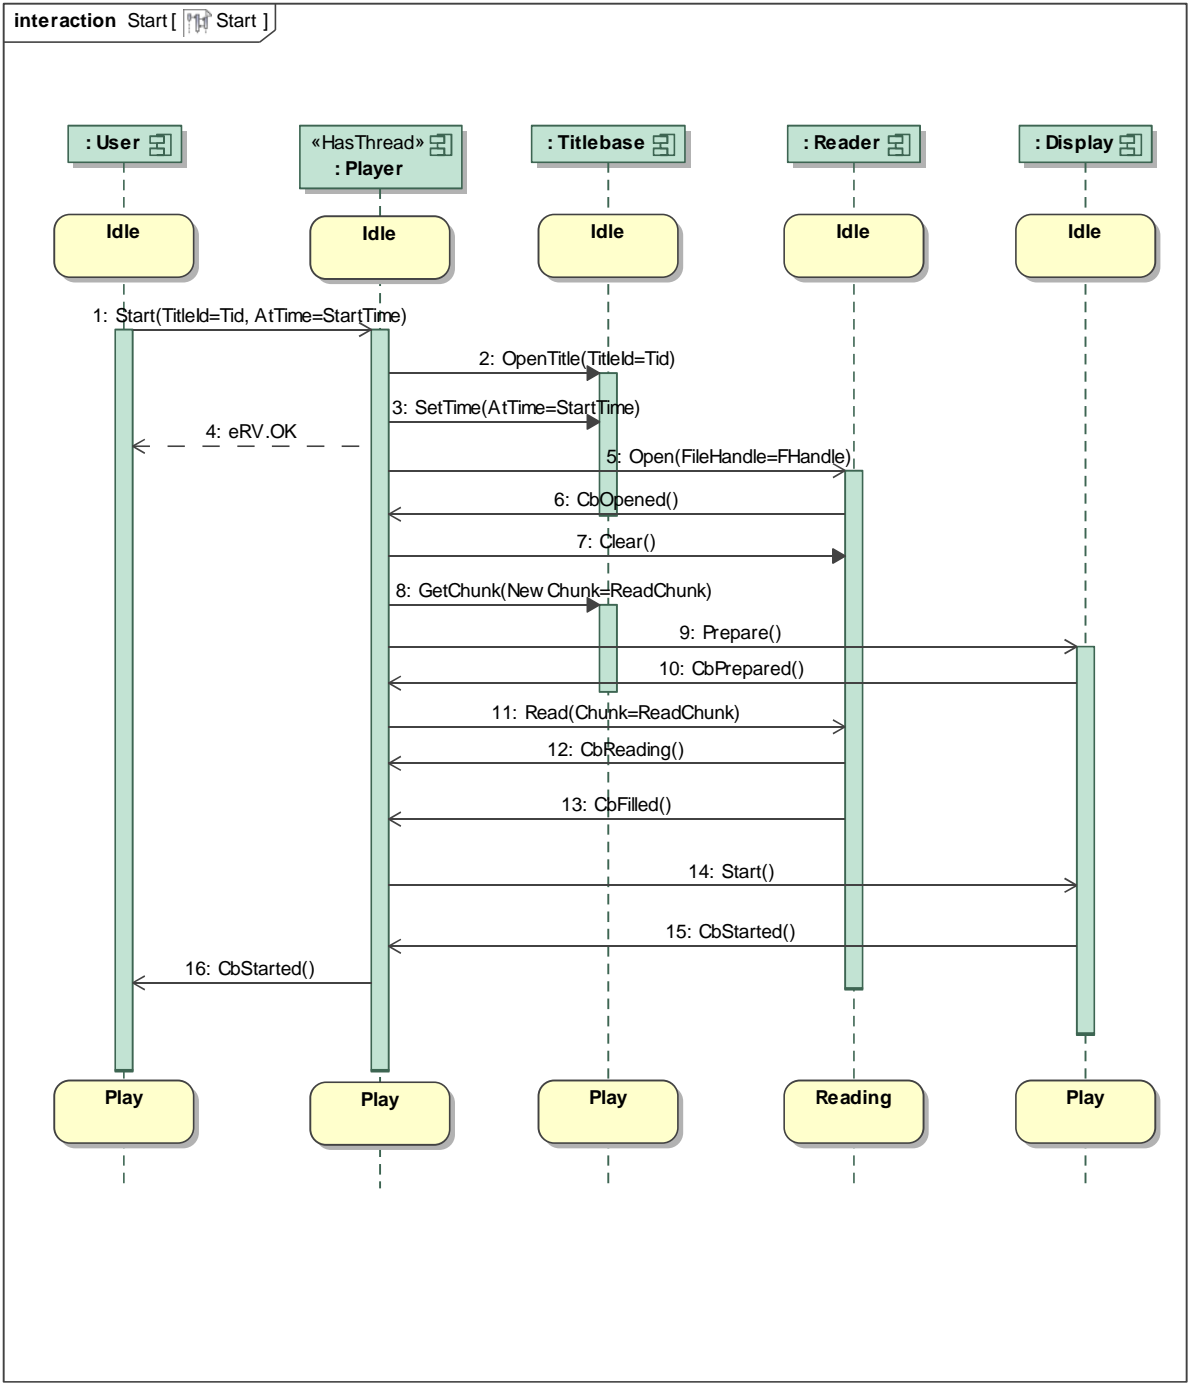 interaction Start [ Start ]
: User
«HasThread»
: Player
: Titlebase
: Reader
: Display
Idle
Idle
Idle
Idle
Idle
1: Start(TitleId=Tid, AtTime=StartTime)
2: OpenTitle(TitleId=Tid)
3: SetTime(AtTime=StartTime)
4: eRV.OK
5: Open(FileHandle=FHandle)
6: CbOpened()
7: Clear()
8: GetChunk(New Chunk=ReadChunk)
9: Prepare()
10: CbPrepared()
11: Read(Chunk=ReadChunk)
12: CbReading()
13: CbFilled()
14: Start()
15: CbStarted()
16: CbStarted()
Play
Play
Play
Reading
Play